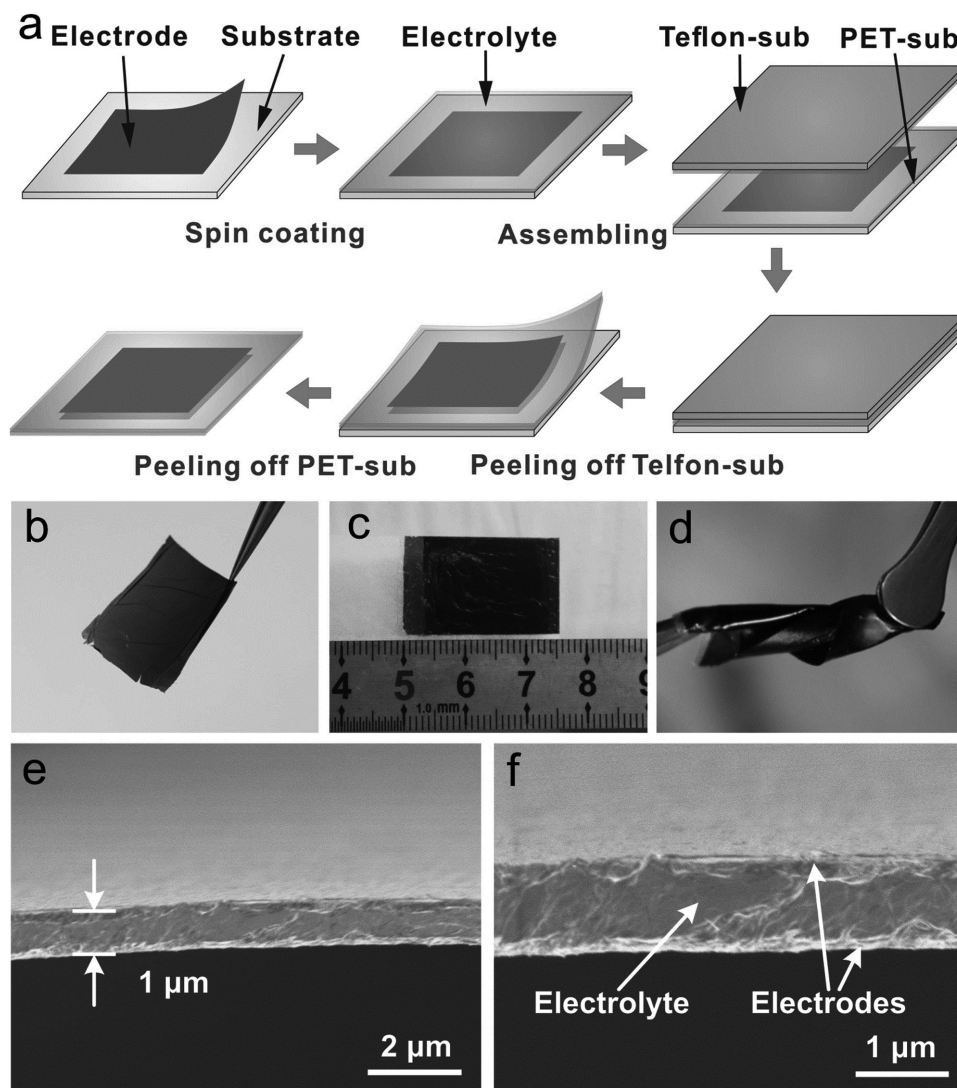 a
Electrode
Substrate
Electrolyte
Teflon-sub
PET-sub
Spin coating
Assembling
Peeling off PET-sub
Peeling off Telfon-sub
b
c
4 5 6 7 8 9
1.0 mm
d
e
1 µm
2 µm
f
Electrolyte
Electrodes
1 µm